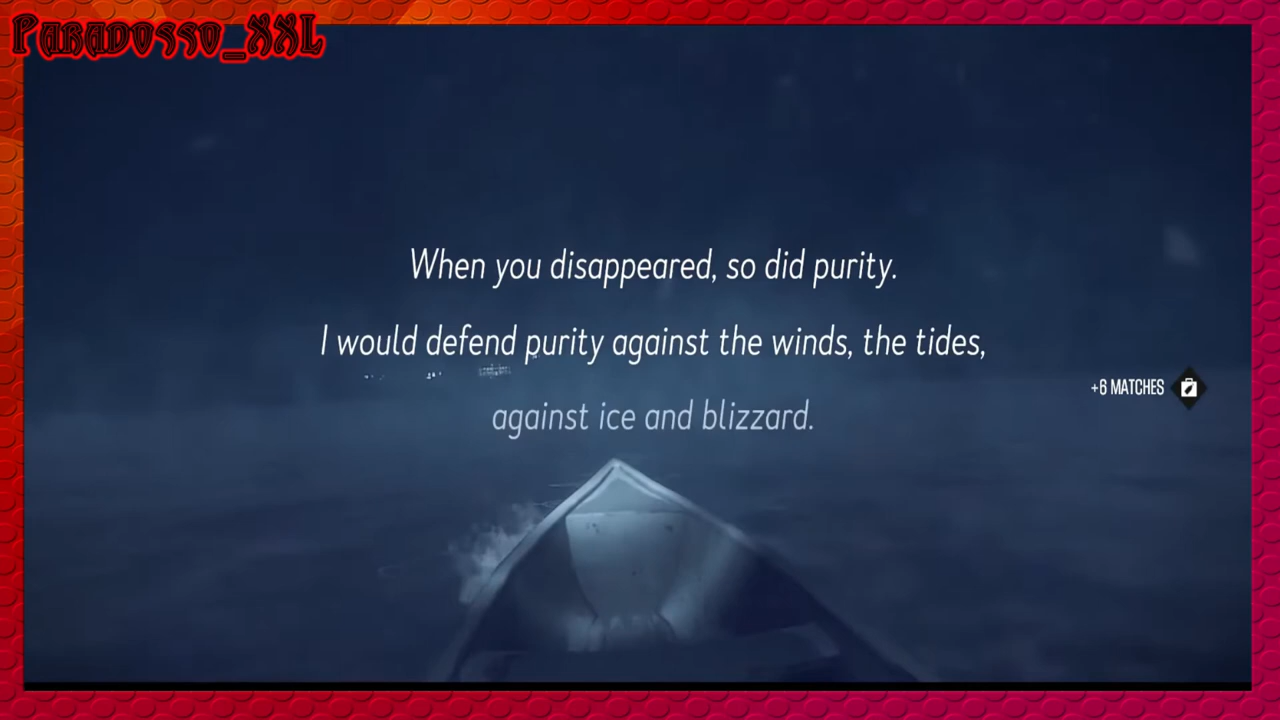 Paradosso_XXL
When you disappeared, so did purity.
I would defend purity against the winds, the tides,
+6 MATCHES
against ice and blizzard.